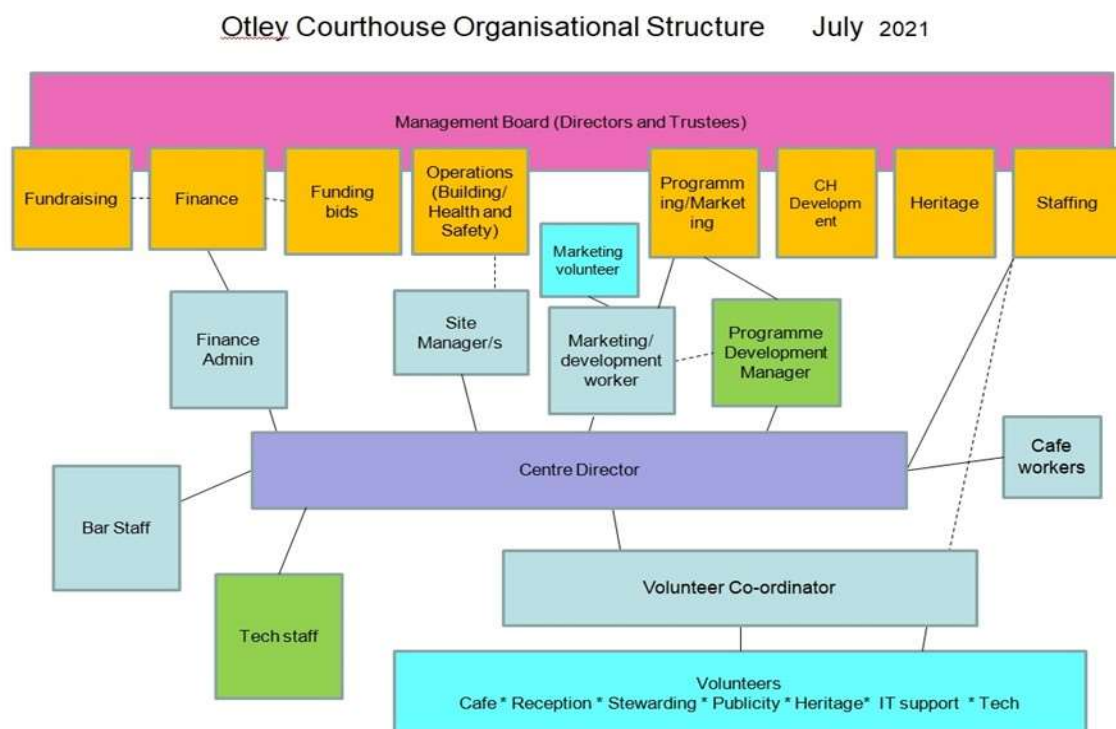 Otley Courthouse Organisational Structure July 2021
Management Board (Directors and Trustees)
Fundraising
Finance
Funding
bids
Operations
(Building/
Health and
Safety)
Programm
ing/Market
ing
CH
Developm
ent
Heritage
Staffing
Marketing
volunteer
Finance
Admin
Site
Manager/s
Marketing/
development
worker
Programme
Development
Manager
Centre Director
Cafe
workers
Bar Staff
Tech staff
Volunteer Co-ordinator
Volunteers
Cafe * Reception * Stewarding * Publicity * Heritage* IT support * Tech